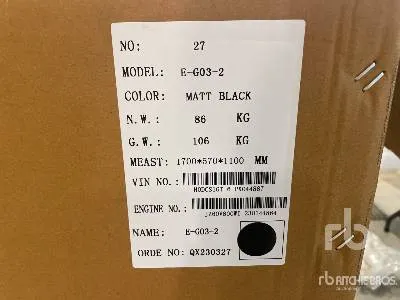 NO: 27
MODEL: E-G03-2
COLOR: MATT BLACK
N.W.: 86 KG
G.W.: 106 KG
MEAST: 1700*570*1100 MM
VIN NO.:
ENGINE NO.:
NAME: E-G03-2
ORDE NO: QX230327
rb
rb RITCHIE BROS